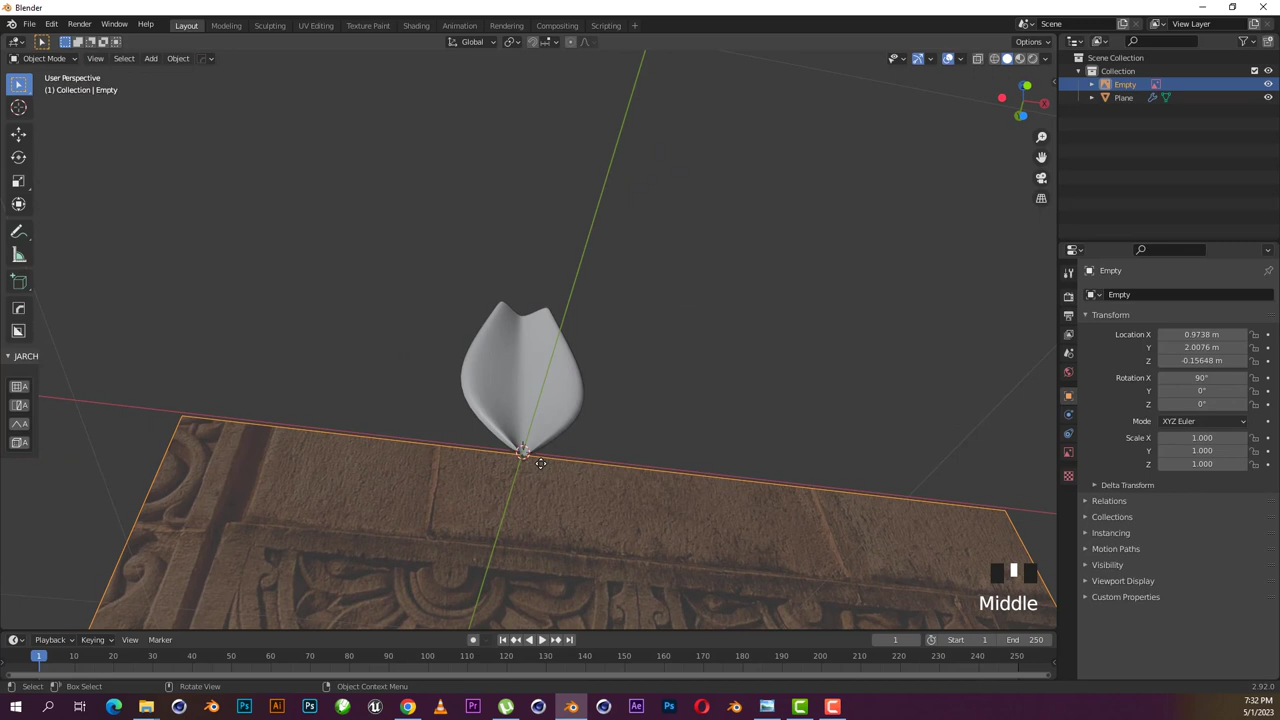 Blender
File Edit Render Window Help Layout Modeling Sculpting UV Editing Texture Paint Shading Animation Rendering Compositing Scripting + Scene View Layer
Global Options
Object Mode View Select Add Object
User Perspective
(1) Collection | Empty
JARCH
Middle
Scene Collection
Collection
Empty
Plane
Empty
Empty
Transform
Location X 0.9738 m
Y 2.0076 m
Z -0.15648 m
Rotation X 90°
Y 0°
Z 0°
Mode XYZ Euler
Scale X 1.000
Y 1.000
Z 1.000
Delta Transform
Relations
Collections
Instancing
Motion Paths
Visibility
Viewport Display
Custom Properties
Playback Keying View Marker 1 Start 1 End 250
1 10 20 30 40 50 60 70 80 90 100 110 120 130 140 150 160 170 180 190 200 210 220 230 240 250
Select Box Select Rotate View Object Context Menu 2.92.0
7:32 PM
5/1/2023